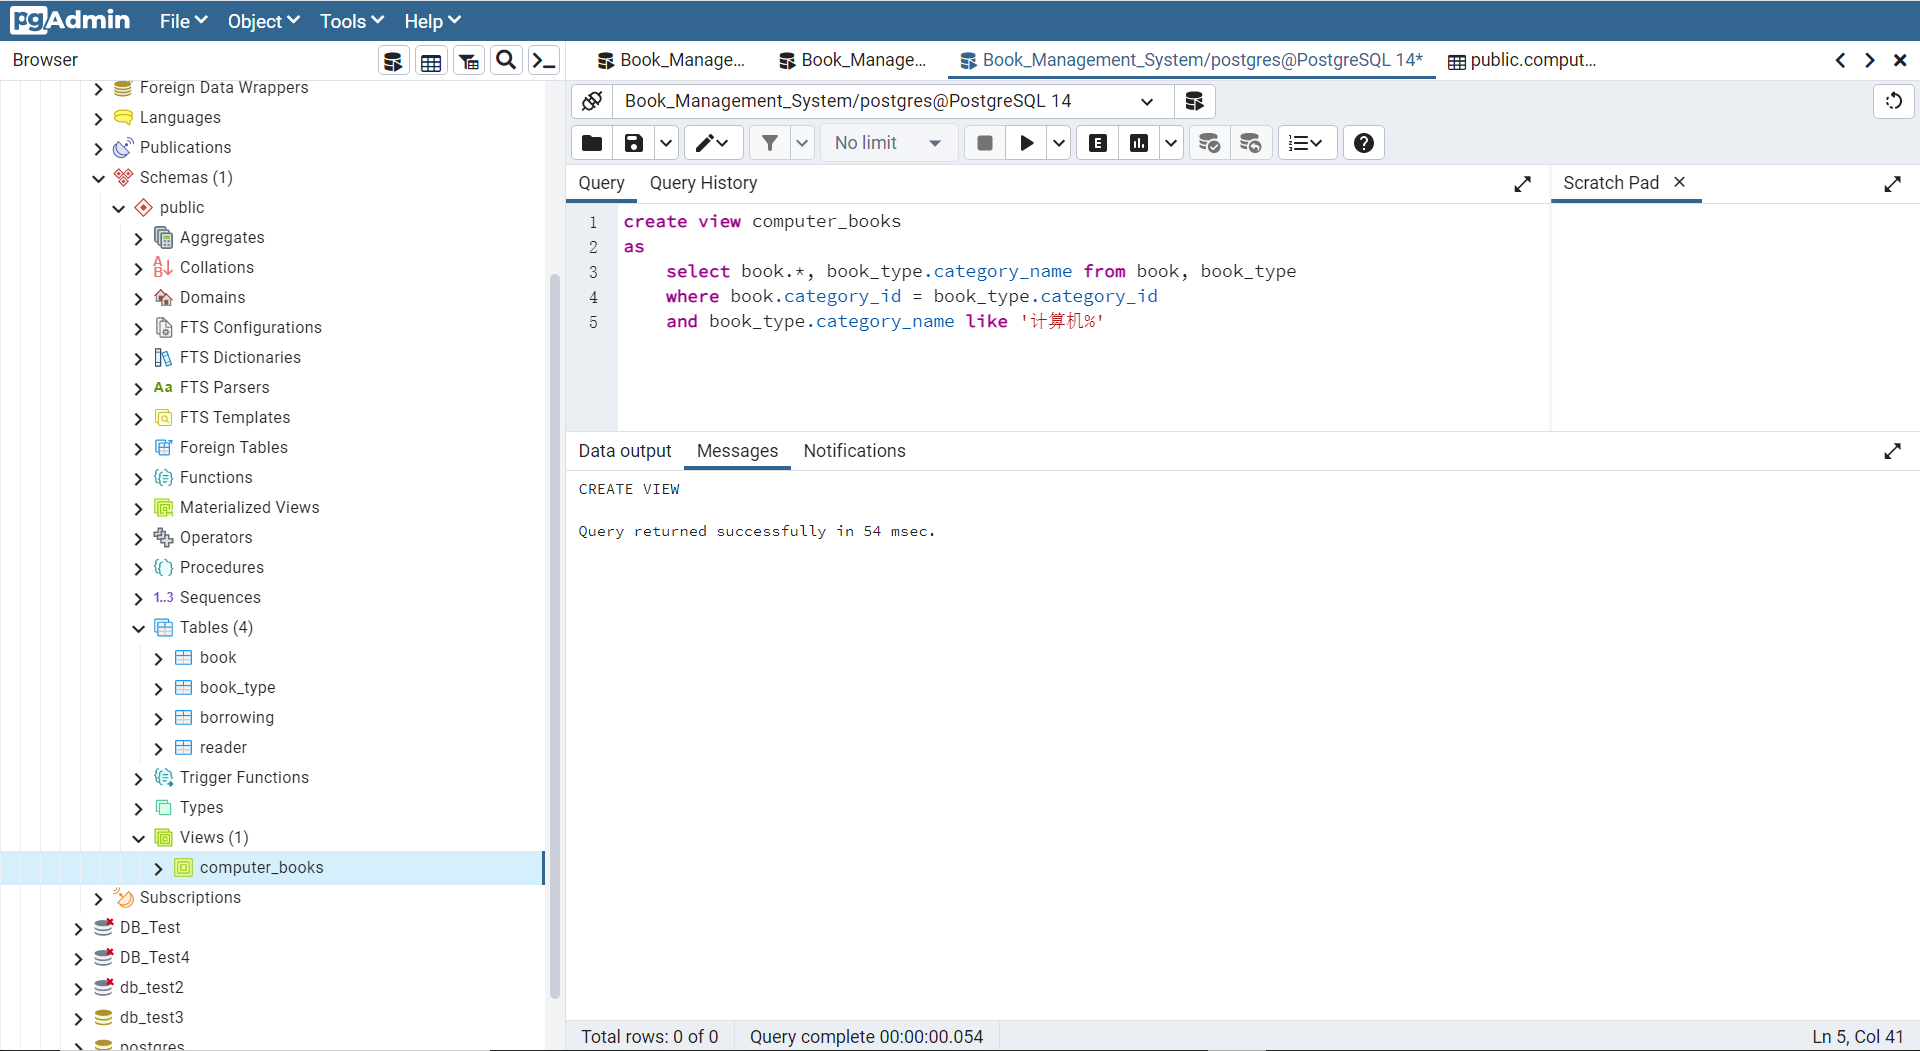 pgAdmin File Object Tools Help
Browser
Book_Manage... Book_Manage... Book_Management_System/postgres@PostgreSQL 14* public.comput...
Foreign Data Wrappers
Languages
Publications
Schemas (1)
public
Aggregates
Collations
Domains
FTS Configurations
FTS Dictionaries
Aa FTS Parsers
FTS Templates
Foreign Tables
Functions
Materialized Views
Operators
Procedures
1..3 Sequences
Tables (4)
book
book_type
borrowing
reader
Trigger Functions
Types
Views (1)
computer_books
Subscriptions
DB_Test
DB_Test4
db_test2
db_test3
postgres
Book_Management_System/postgres@PostgreSQL 14
No limit E
Query Query History
Scratch Pad
1 create view computer_books
2 as
3 select book.*, book_type.category_name from book, book_type
4 where book.category_id = book_type.category_id
5 and book_type.category_name like '计算机%'
Data output Messages Notifications
CREATE VIEW
Query returned successfully in 54 msec.
Total rows: 0 of 0 Query complete 00:00:00.054 Ln 5, Col 41